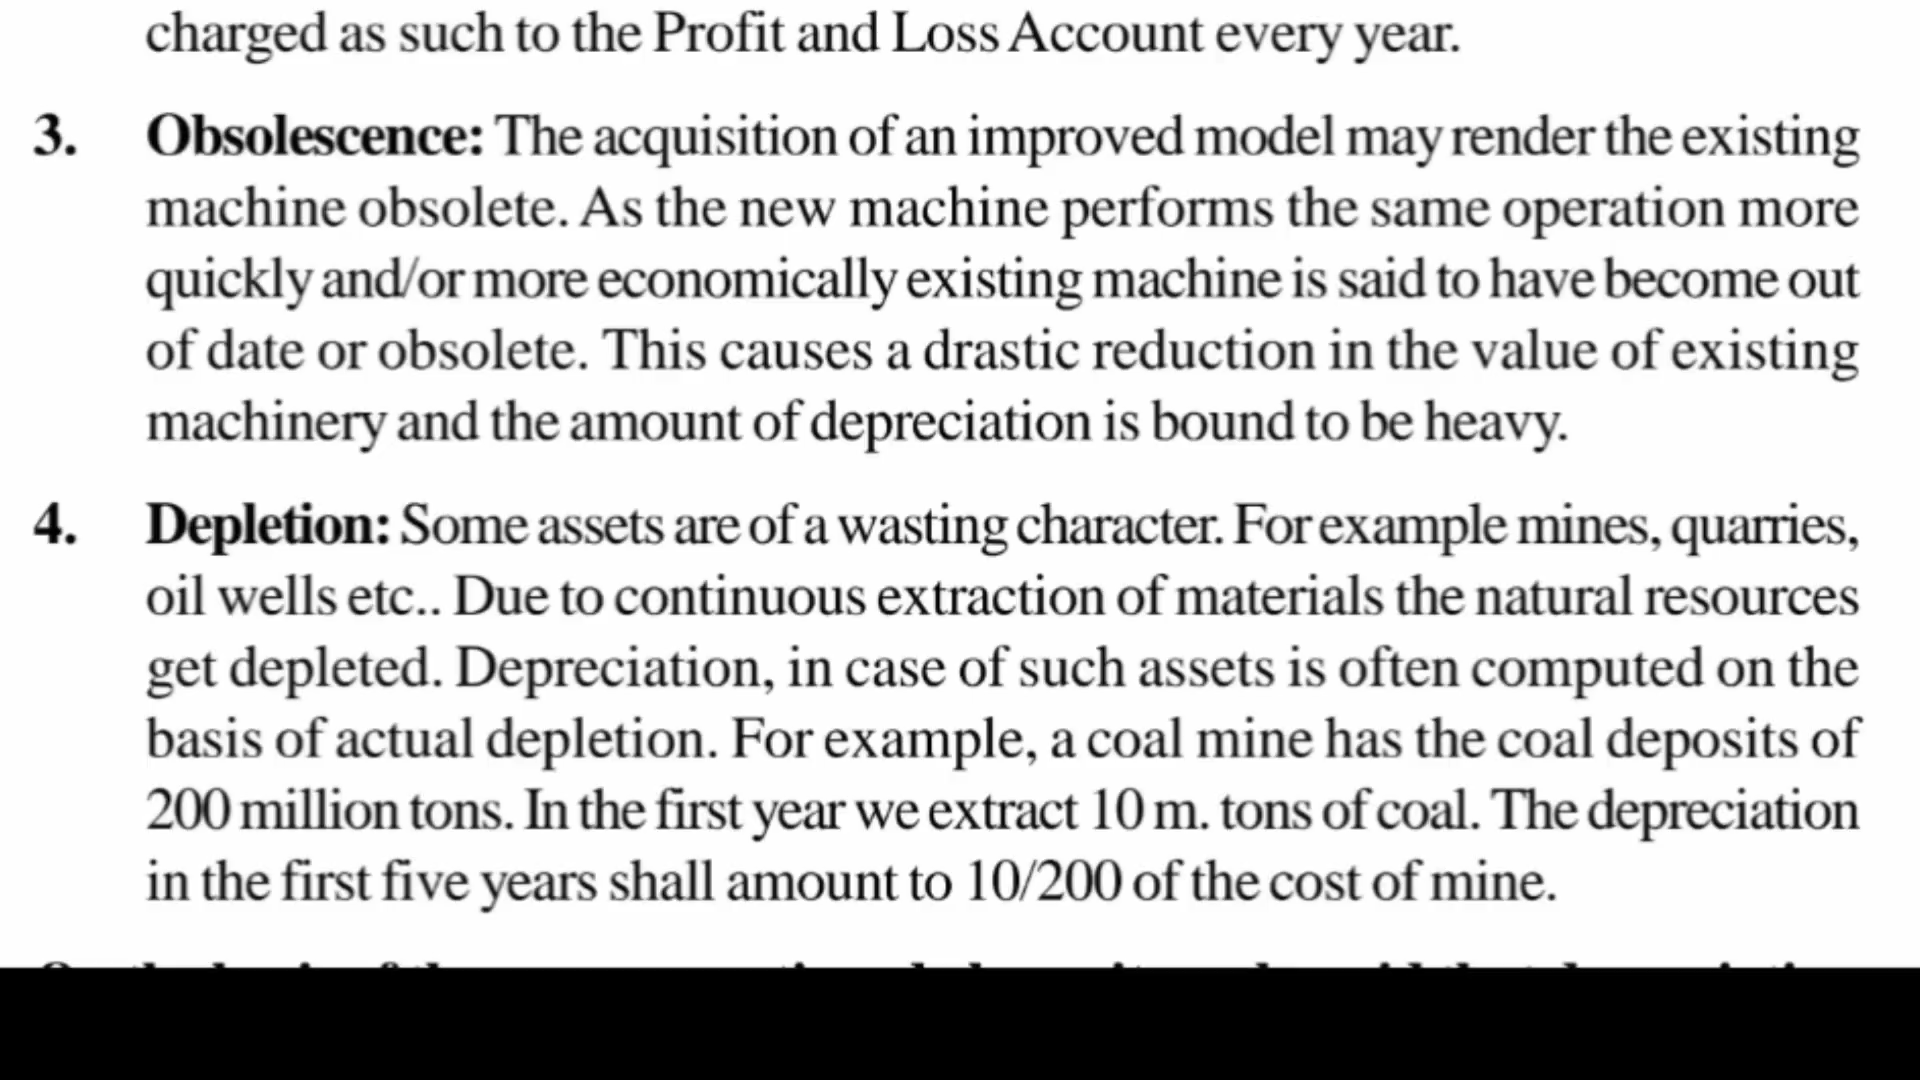 charged as such to the Profit and Loss Account every year.
3. Obsolescence: The acquisition of an improved model may render the existing
machine obsolete. As the new machine performs the same operation more
quickly and/or more economically existing machine is said to have become out
of date or obsolete. This causes a drastic reduction in the value of existing
machinery and the amount of depreciation is bound to be heavy.
4. Depletion: Some assets are of a wasting character. For example mines, quarries,
oil wells etc.. Due to continuous extraction of materials the natural resources
get depleted. Depreciation, in case of such assets is often computed on the
basis of actual depletion. For example, a coal mine has the coal deposits of
200 million tons. In the first year we extract 10 m. tons of coal. The depreciation
in the first five years shall amount to 10/200 of the cost of mine.